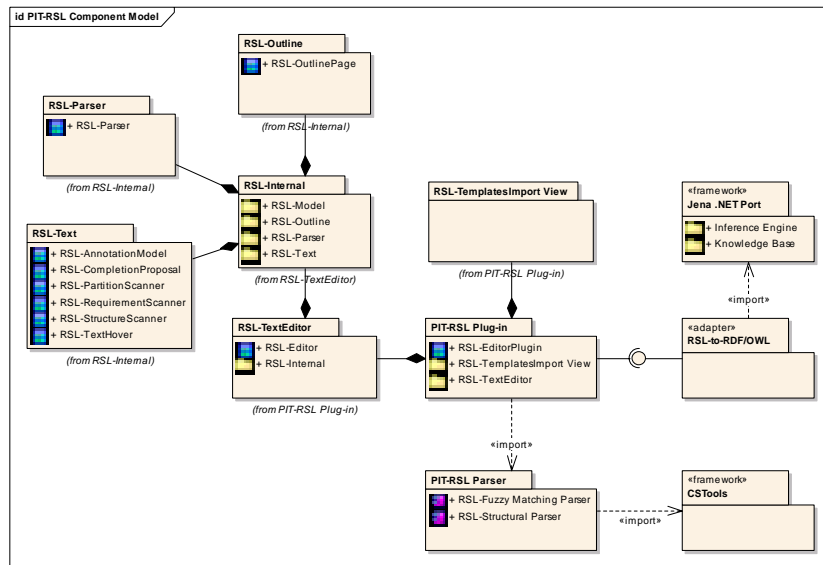 id PIT-RSL Component Model
RSL-Outline
+ RSL-OutlinePage
(from RSL-Internal)
RSL-Parser
+ RSL-Parser
(from RSL-Internal)
RSL-Internal
+ RSL-Model
+ RSL-Outline
+ RSL-Parser
+ RSL-Text
(from RSL-TextEditor)
RSL-TemplatesImport View
(from PIT-RSL Plug-in)
«framework»
Jena .NET Port
+ Inference Engine
+ Knowledge Base
RSL-Text
+ RSL-AnnotationModel
+ RSL-CompletionProposal
+ RSL-PartitionScanner
+ RSL-RequirementScanner
+ RSL-StructureScanner
+ RSL-TextHover
(from RSL-Internal)
«import»
RSL-TextEditor
+ RSL-Editor
+ RSL-Internal
(from PIT-RSL Plug-in)
PIT-RSL Plug-in
+ RSL-EditorPlugin
+ RSL-TemplatesImport View
+ RSL-TextEditor
«adapter»
RSL-to-RDF/OWL
«import»
PIT-RSL Parser
+ RSL-Fuzzy Matching Parser
+ RSL-Structural Parser
«import»
«framework»
CSTools